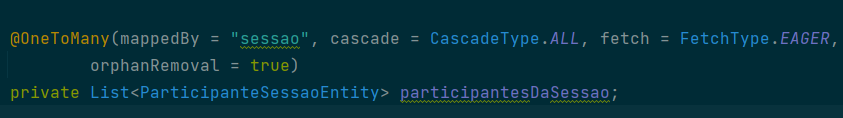 @OneToMany(mappedBy = "sessao", cascade = CascadeType.ALL, fetch = FetchType.EAGER,
orphanRemoval = true)
private List<ParticipanteSessaoEntity> participantesDaSessao;